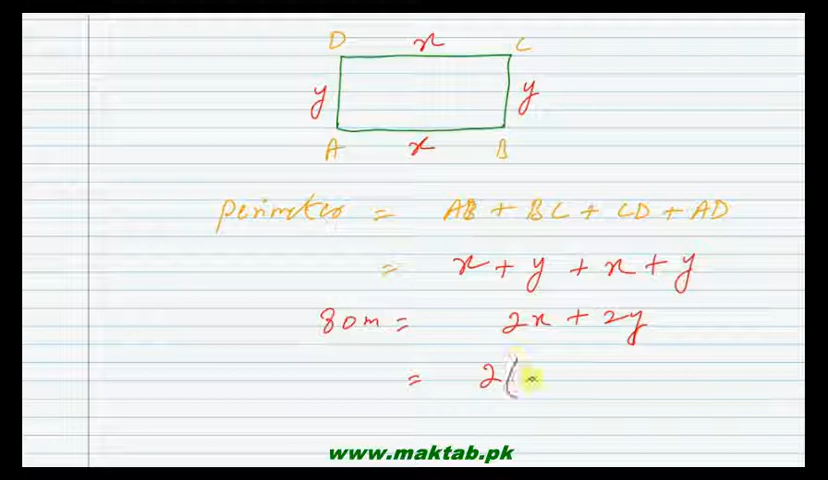 D x C
y y
A x B
Perimeter = AB + BC + CD + AD
= x + y + x + y
80m = 2x + 2y
= 2(x
www.maktab.pk